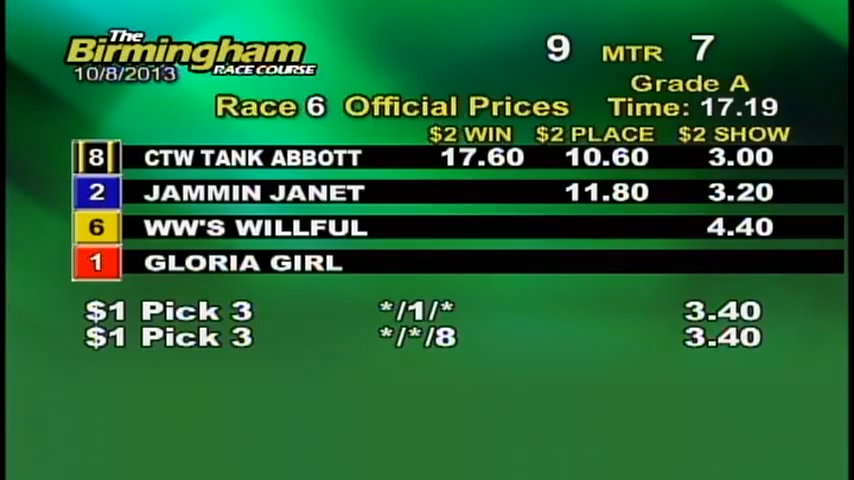 The
Birmingham
RACE COURSE
10/8/2013
9 MTR 7
Grade A
Race 6 Official Prices Time: 17.19
$2 WIN $2 PLACE $2 SHOW
8 CTW TANK ABBOTT 17.60 10.60 3.00
2 JAMMIN JANET 11.80 3.20
6 WW'S WILLFUL 4.40
1 GLORIA GIRL
$1 Pick 3 */1/* 3.40
$1 Pick 3 */*/8 3.40